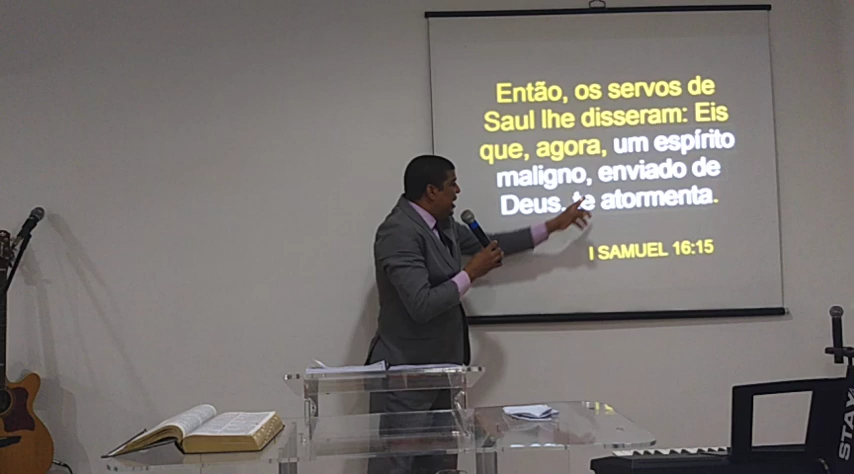 Então, os servos de
Saul lhe disseram: Eis
que, agora, um espírito
maligno, enviado de
Deus, te atormenta.
I SAMUEL 16:15
STAY